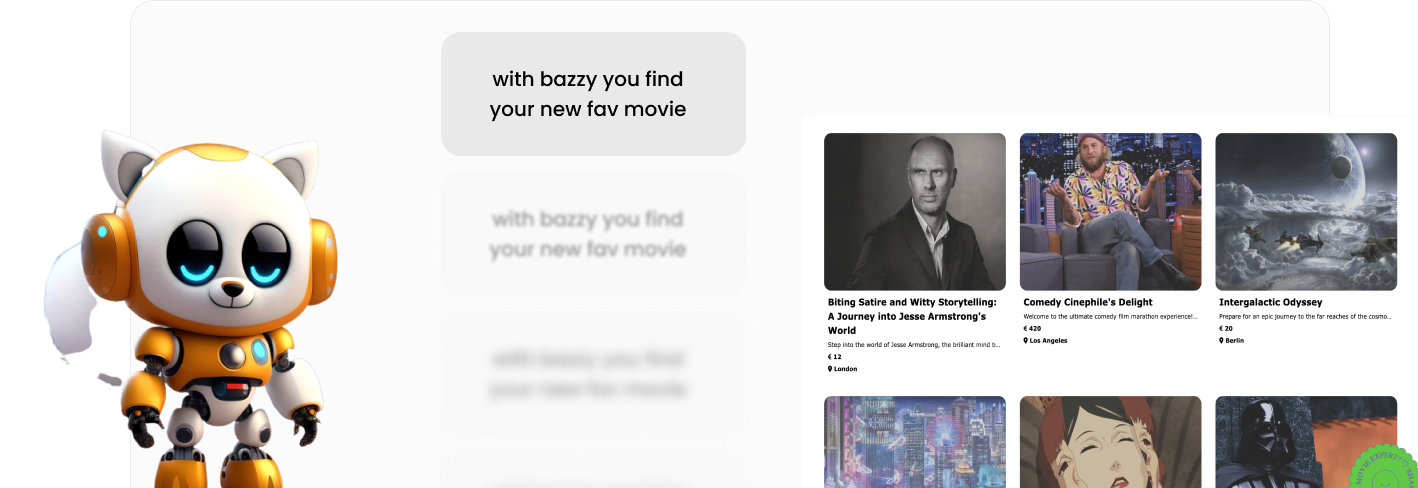 with bazzy you find
your new fav movie
with bazzy you find
your new fav movie
with bazzy you find
your new fav movie
Biting Satire and Witty Storytelling:
A Journey into Jesse Armstrong's
World
Step into the world of Jesse Armstrong, the brilliant mind b...
€ 12
London
Comedy Cinephile's Delight
Welcome to the ultimate comedy film marathon experience!...
€ 420
Los Angeles
Intergalactic Odyssey
Prepare for an epic journey to the far reaches of the cosmo...
€ 20
Berlin
MOVIE EXPERT?